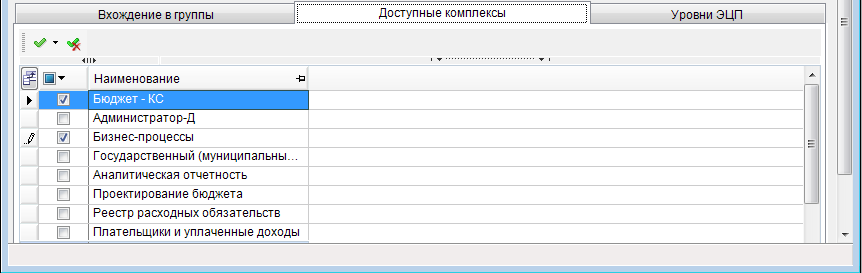 Вхождение в группы
Доступные комплексы
Уровни ЭЦП
Наименование
Бюджет - КС
Администратор-Д
Бизнес-процессы
Государственный (муниципальны...
Аналитическая отчетность
Проектирование бюджета
Реестр расходных обязательств
Плательщики и уплаченные доходы